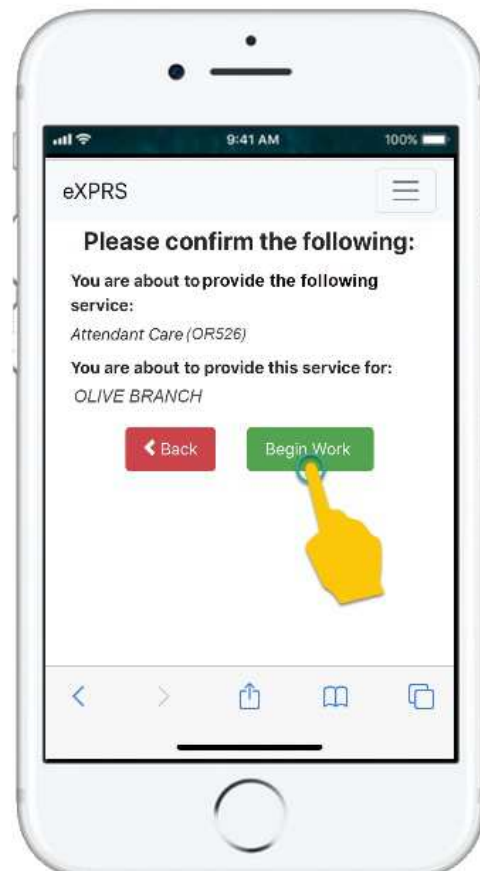 9:41 AM 100%
eXPRS
Please confirm the following:
You are about to provide the following
service:
Attendant Care (OR526)
You are about to provide this service for:
OLIVE BRANCH
Back Begin Work